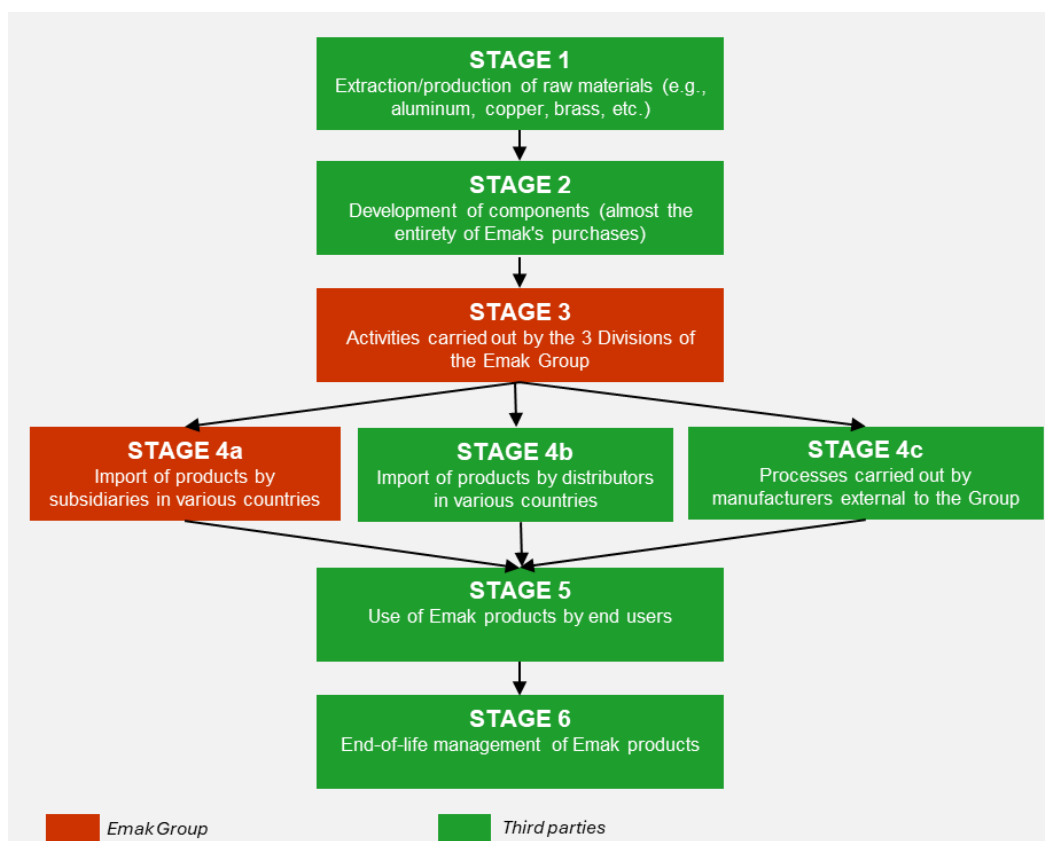 STAGE 1
Extraction/production of raw materials (e.g.,
aluminum, copper, brass, etc.)
STAGE 2
Development of components (almost the
entirety of Emak's purchases)
STAGE 3
Activities carried out by the 3 Divisions of
the Emak Group
STAGE 4a
Import of products by
subsidiaries in various countries
STAGE 4b
Import of products by distributors
in various countries
STAGE 4c
Processes carried out by
manufacturers external to the Group
STAGE 5
Use of Emak products by end users
STAGE 6
End-of-life management of Emak products
Emak Group
Third parties